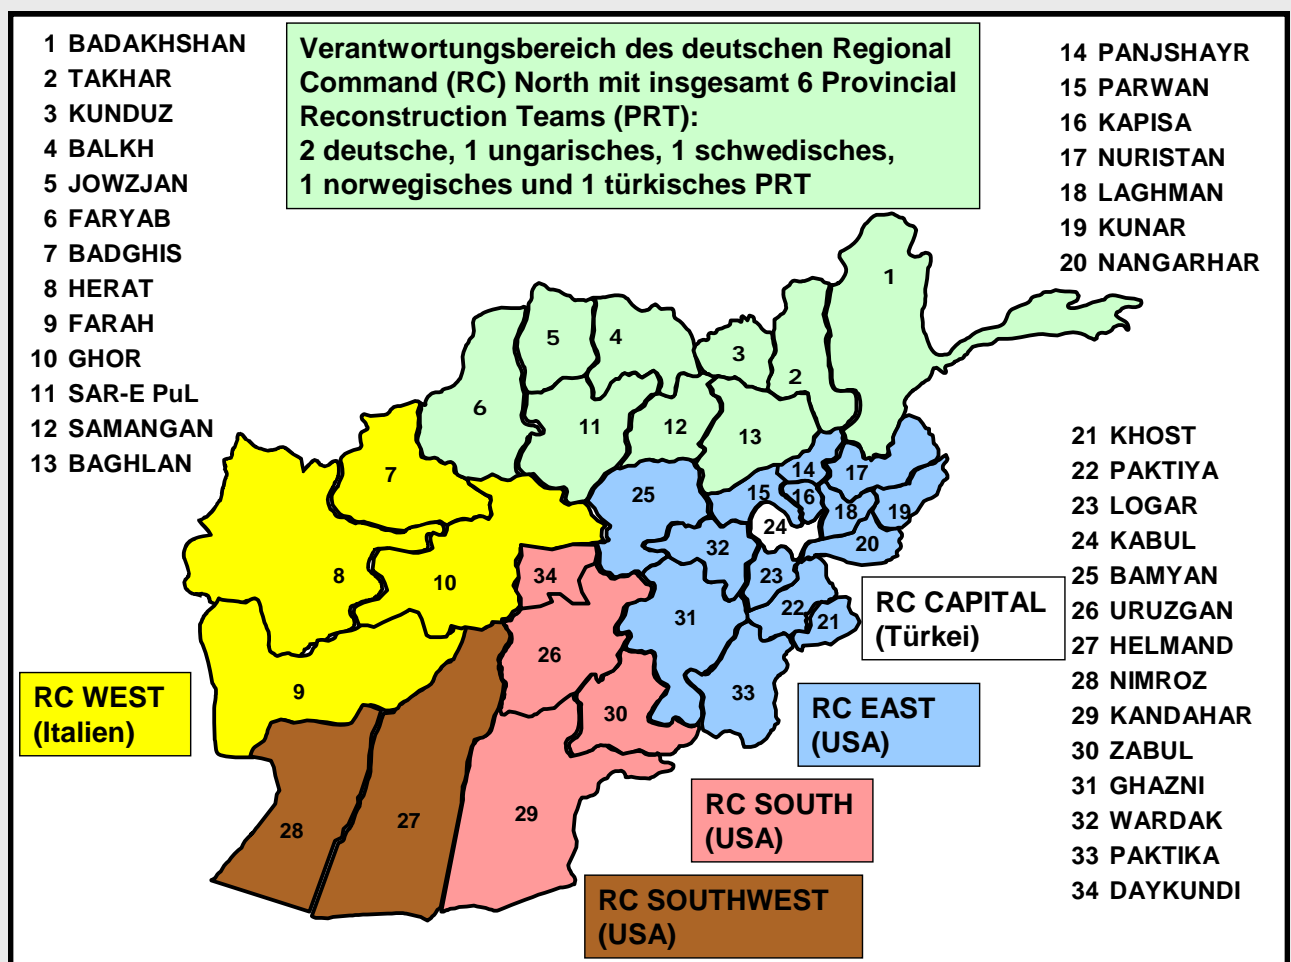 1 BADAKHSHAN
2 TAKHAR
3 KUNDUZ
4 BALKH
5 JOWZJAN
6 FARYAB
7 BADGHIS
8 HERAT
9 FARAH
10 GHOR
11 SAR-E PuL
12 SAMANGAN
13 BAGHLAN
Verantwortungsbereich des deutschen Regional
Command (RC) North mit insgesamt 6 Provincial
Reconstruction Teams (PRT):
2 deutsche, 1 ungarisches, 1 schwedisches,
1 norwegisches und 1 türkisches PRT
14 PANJSHAYR
15 PARWAN
16 KAPISA
17 NURISTAN
18 LAGHMAN
19 KUNAR
20 NANGARHAR
21 KHOST
22 PAKTIYA
23 LOGAR
24 KABUL
25 BAMYAN
26 URUZGAN
27 HELMAND
28 NIMROZ
29 KANDAHAR
30 ZABUL
31 GHAZNI
32 WARDAK
33 PAKTIKA
34 DAYKUNDI
1
5
4
3
2
6
11
12
13
7
14
17
25
15
16
18
19
24
20
32
8
10
34
23
22
21
31
26
9
33
30
29
27
28
RC CAPITAL
(Türkei)
RC WEST
(Italien)
RC EAST
(USA)
RC SOUTH
(USA)
RC SOUTHWEST
(USA)